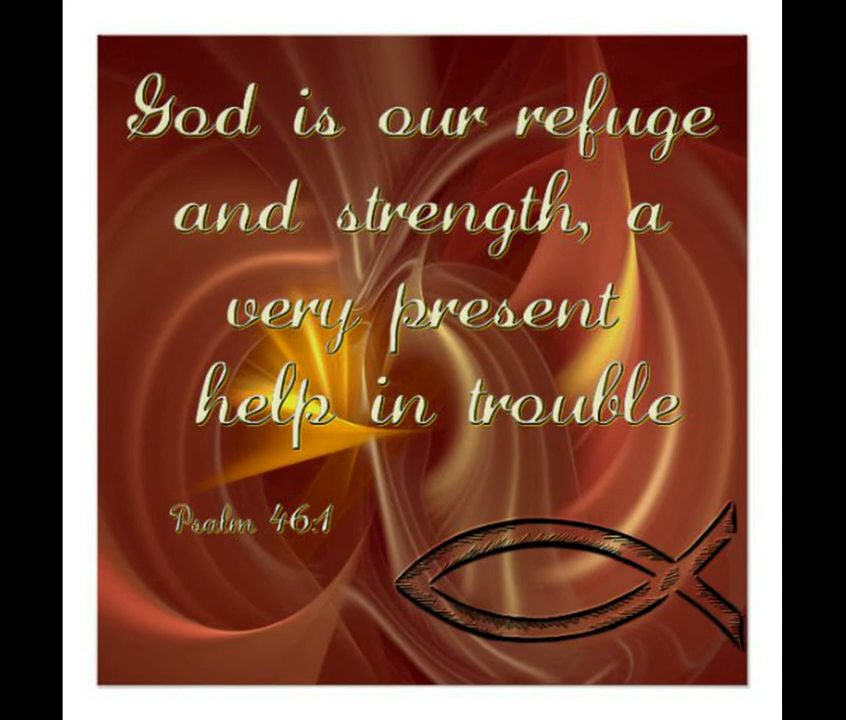 God is our refuge
and strength, a
very present
help in trouble
Psalm 46:1